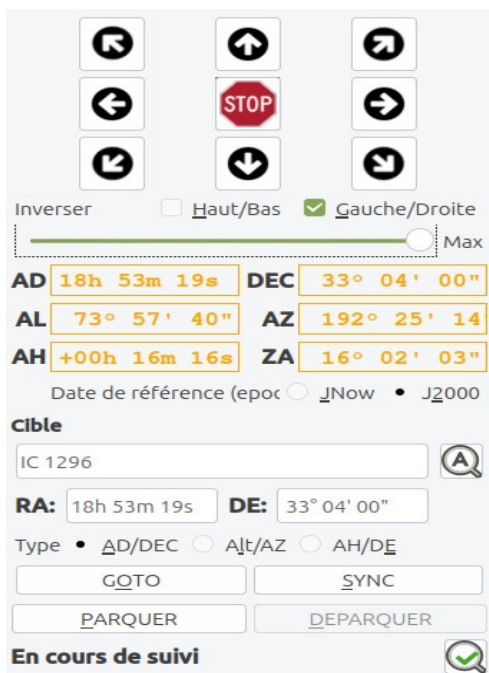 STOP
Inverser Haut/Bas Gauche/Droite
Max
AD 18h 53m 19s DEC 33° 04' 00"
AL 73° 57' 40" AZ 192° 25' 14
AH +00h 16m 16s ZA 16° 02' 03"
Date de référence (epoc JNow J2000
Cible
IC 1296 A
RA: 18h 53m 19s DE: 33° 04' 00"
Type AD/DEC Alt/AZ AH/DE
GOTO SYNC
PARQUER DEPARQUER
En cours de suivi